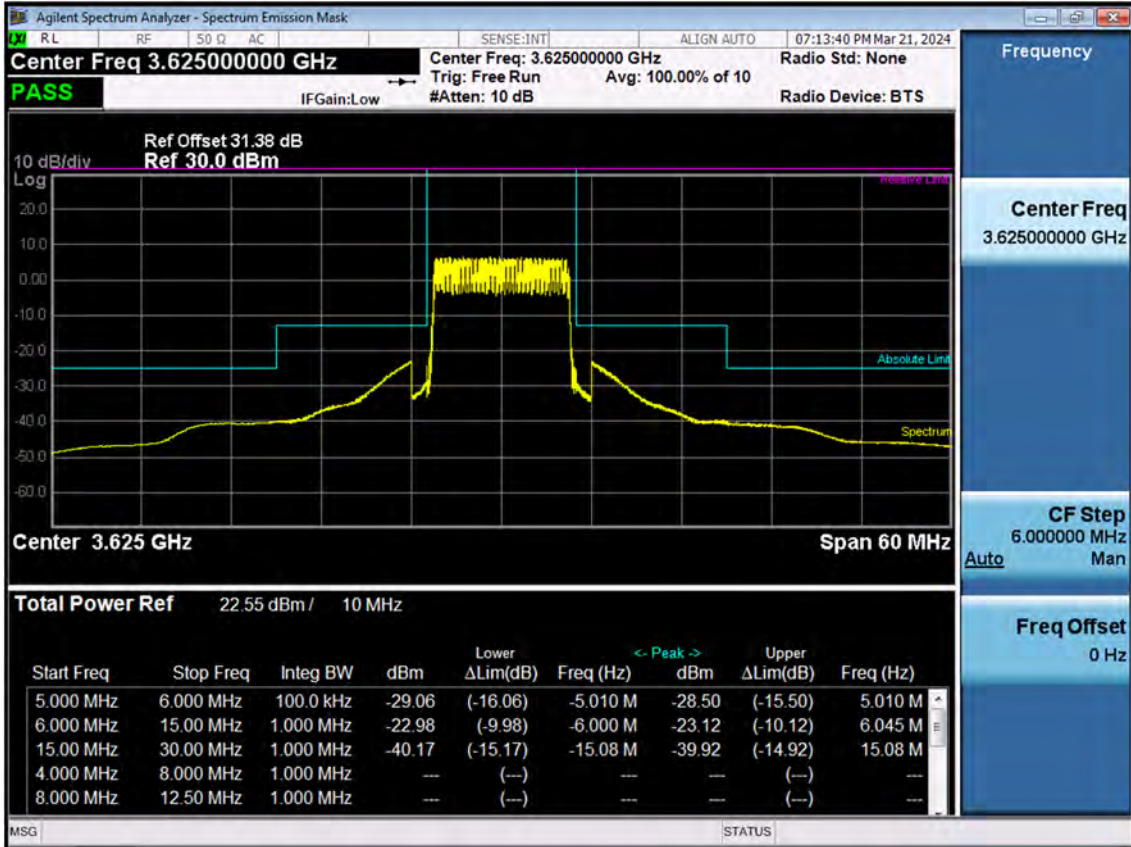 Agilent Spectrum Analyzer - Spectrum Emission Mask
LXI RL RF 50 Ω AC SENSE:INT ALIGN AUTO 07:13:40 PM Mar 21, 2024
Center Freq 3.625000000 GHz
Center Freq: 3.625000000 GHz
Radio Std: None
Trig: Free Run
Avg: 100.00% of 10
PASS
IFGain:Low
#Atten: 10 dB
Radio Device: BTS
Ref Offset 31.38 dB
10 dB/div
Ref 30.0 dBm
Log
Relative Limit
20.0
10.0
0.00
-10.0
-20.0
Absolute Limit
-30.0
-40.0
Spectrum
-50.0
-60.0
Center 3.625 GHz
Span 60 MHz
Total Power Ref 22.55 dBm / 10 MHz
Lower <- Peak -> Upper
Start Freq Stop Freq Integ BW dBm ΔLim(dB) Freq (Hz) dBm ΔLim(dB) Freq (Hz)
5.000 MHz 6.000 MHz 100.0 kHz -29.06 (-16.06) -5.010 M -28.50 (-15.50) 5.010 M
6.000 MHz 15.00 MHz 1.000 MHz -22.98 (-9.98) -6.000 M -23.12 (-10.12) 6.045 M
15.00 MHz 30.00 MHz 1.000 MHz -40.17 (-15.17) -15.08 M -39.92 (-14.92) 15.08 M
4.000 MHz 8.000 MHz 1.000 MHz --- (---) --- --- (---) ---
8.000 MHz 12.50 MHz 1.000 MHz --- (---) --- --- (---) ---
MSG
STATUS
Frequency
Center Freq
3.625000000 GHz
CF Step
6.000000 MHz
Auto Man
Freq Offset
0 Hz